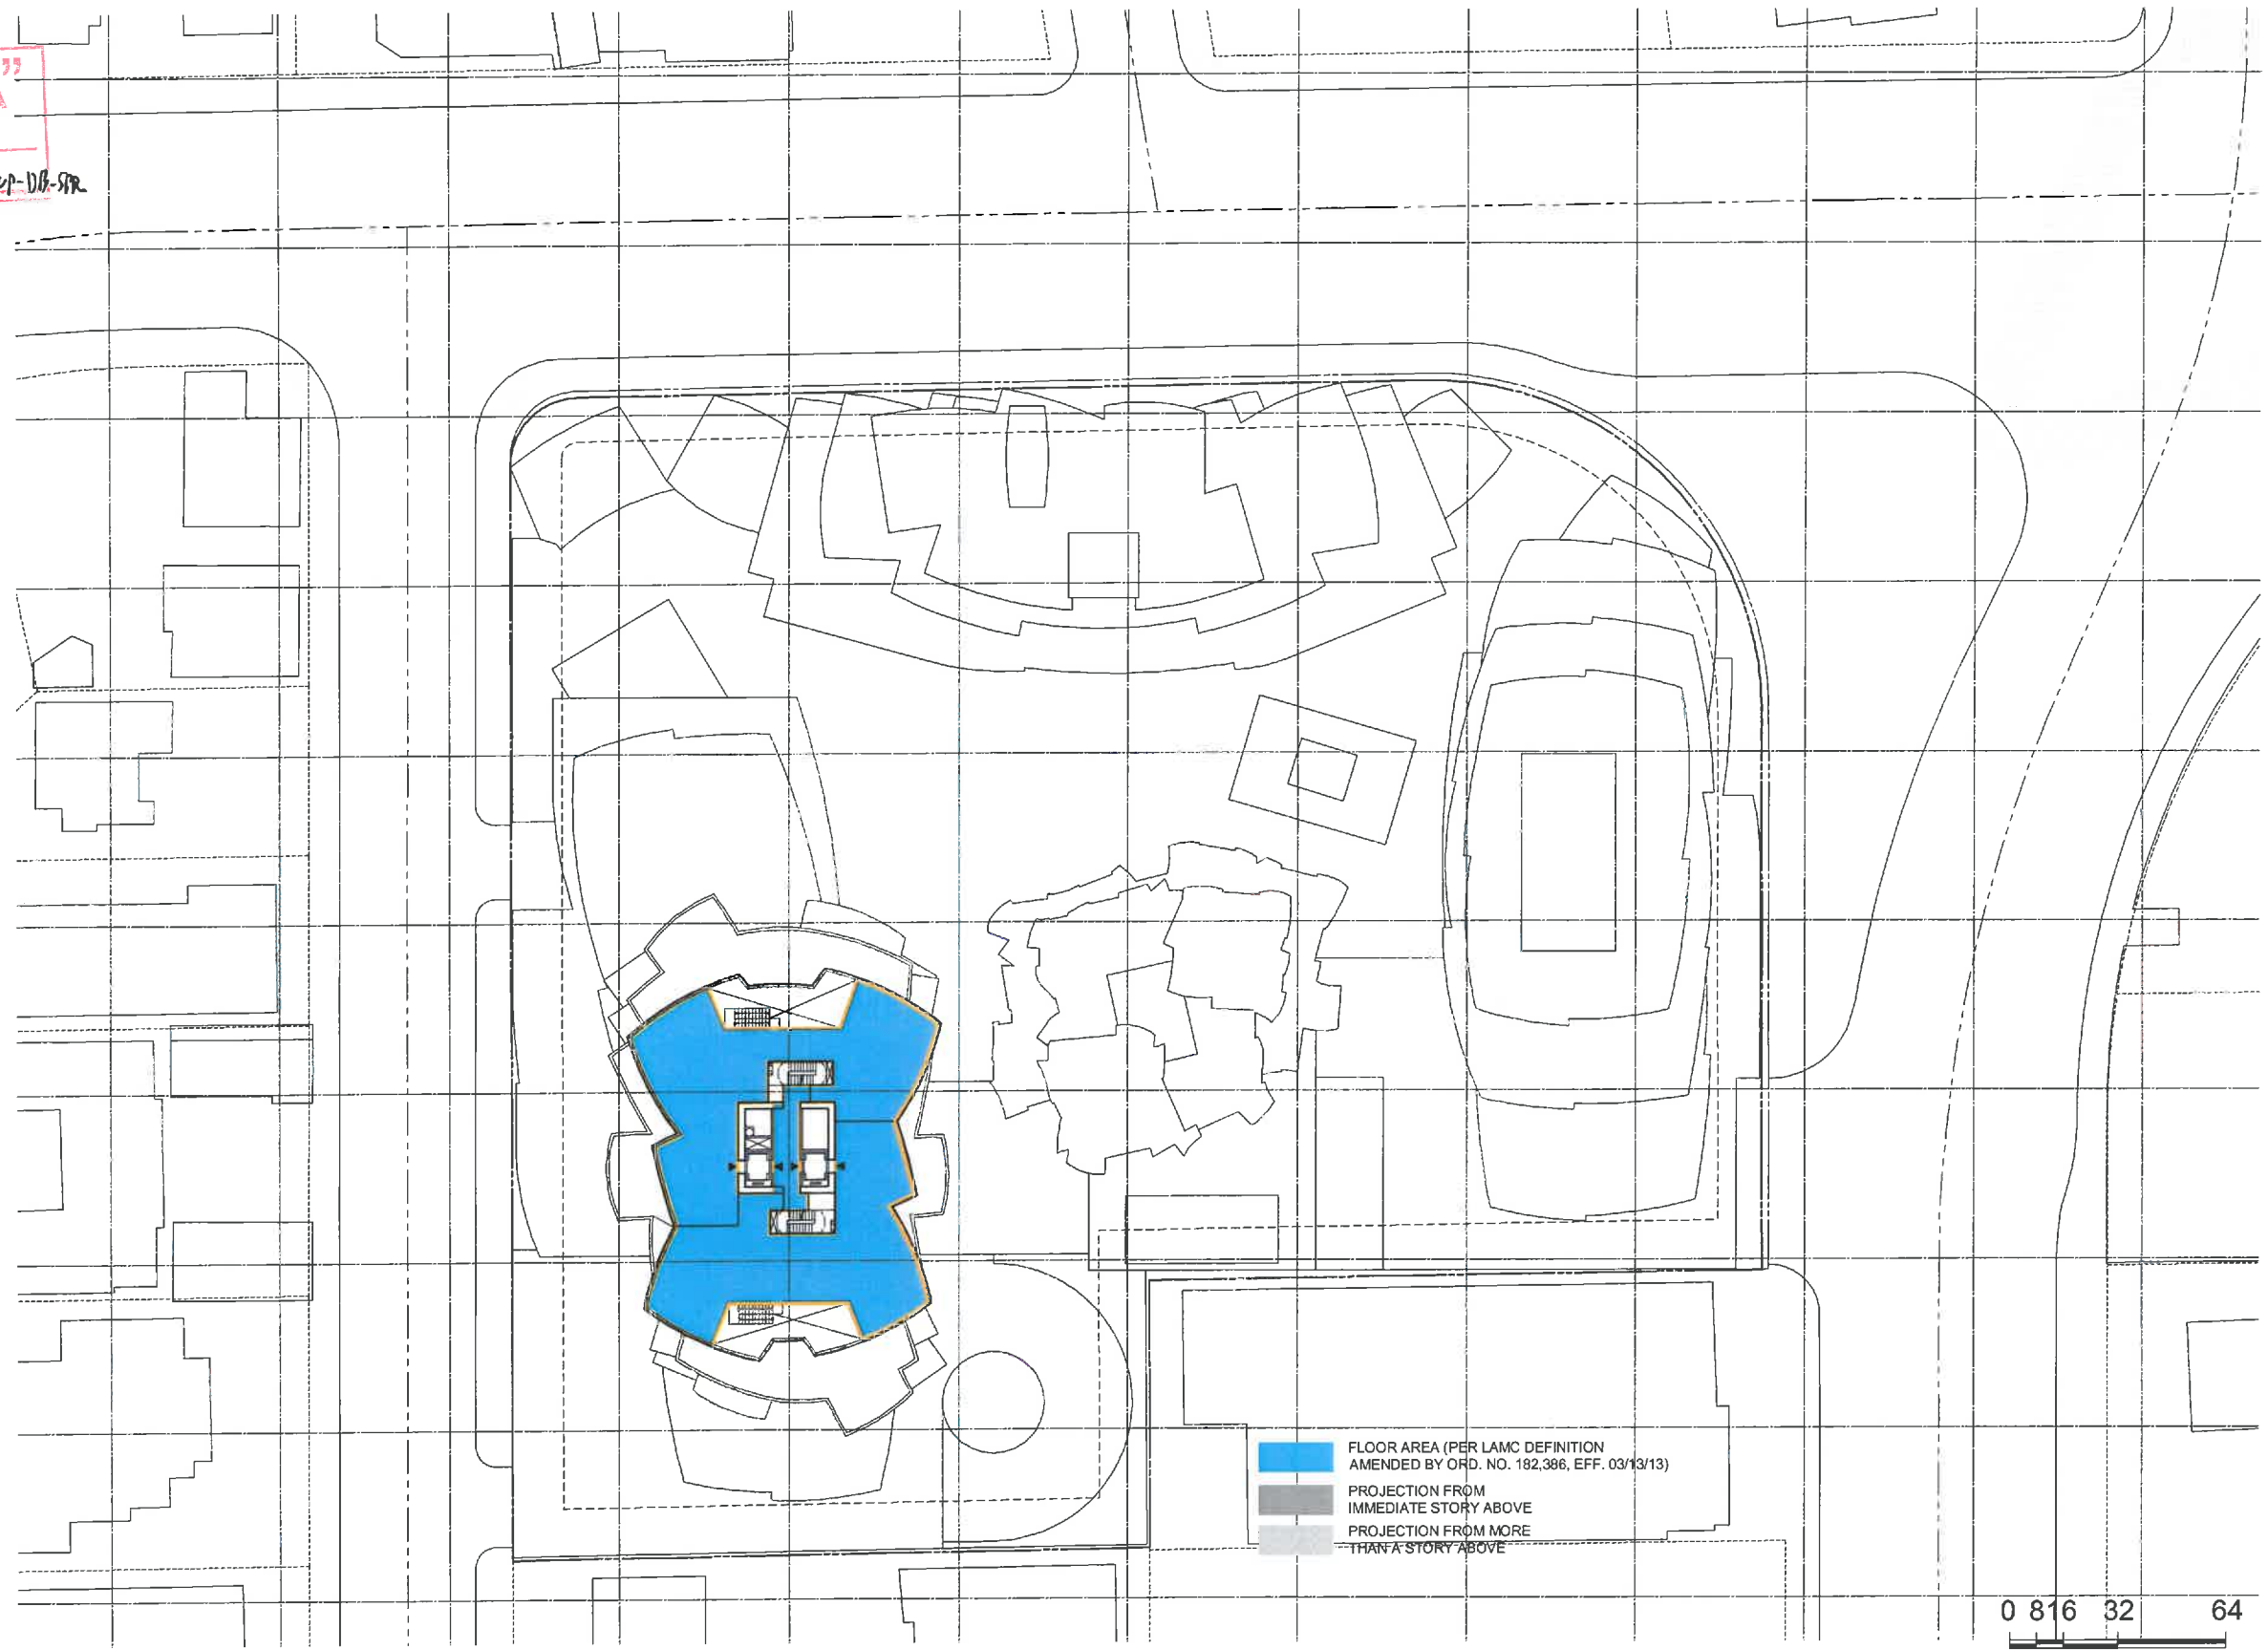 FLOOR AREA (PER LAMC DEFINITION
AMENDED BY ORD. NO. 182,386, EFF. 03/13/13)
PROJECTION FROM
IMMEDIATE STORY ABOVE
PROJECTION FROM MORE
THAN A STORY ABOVE
0 8 16 32 64